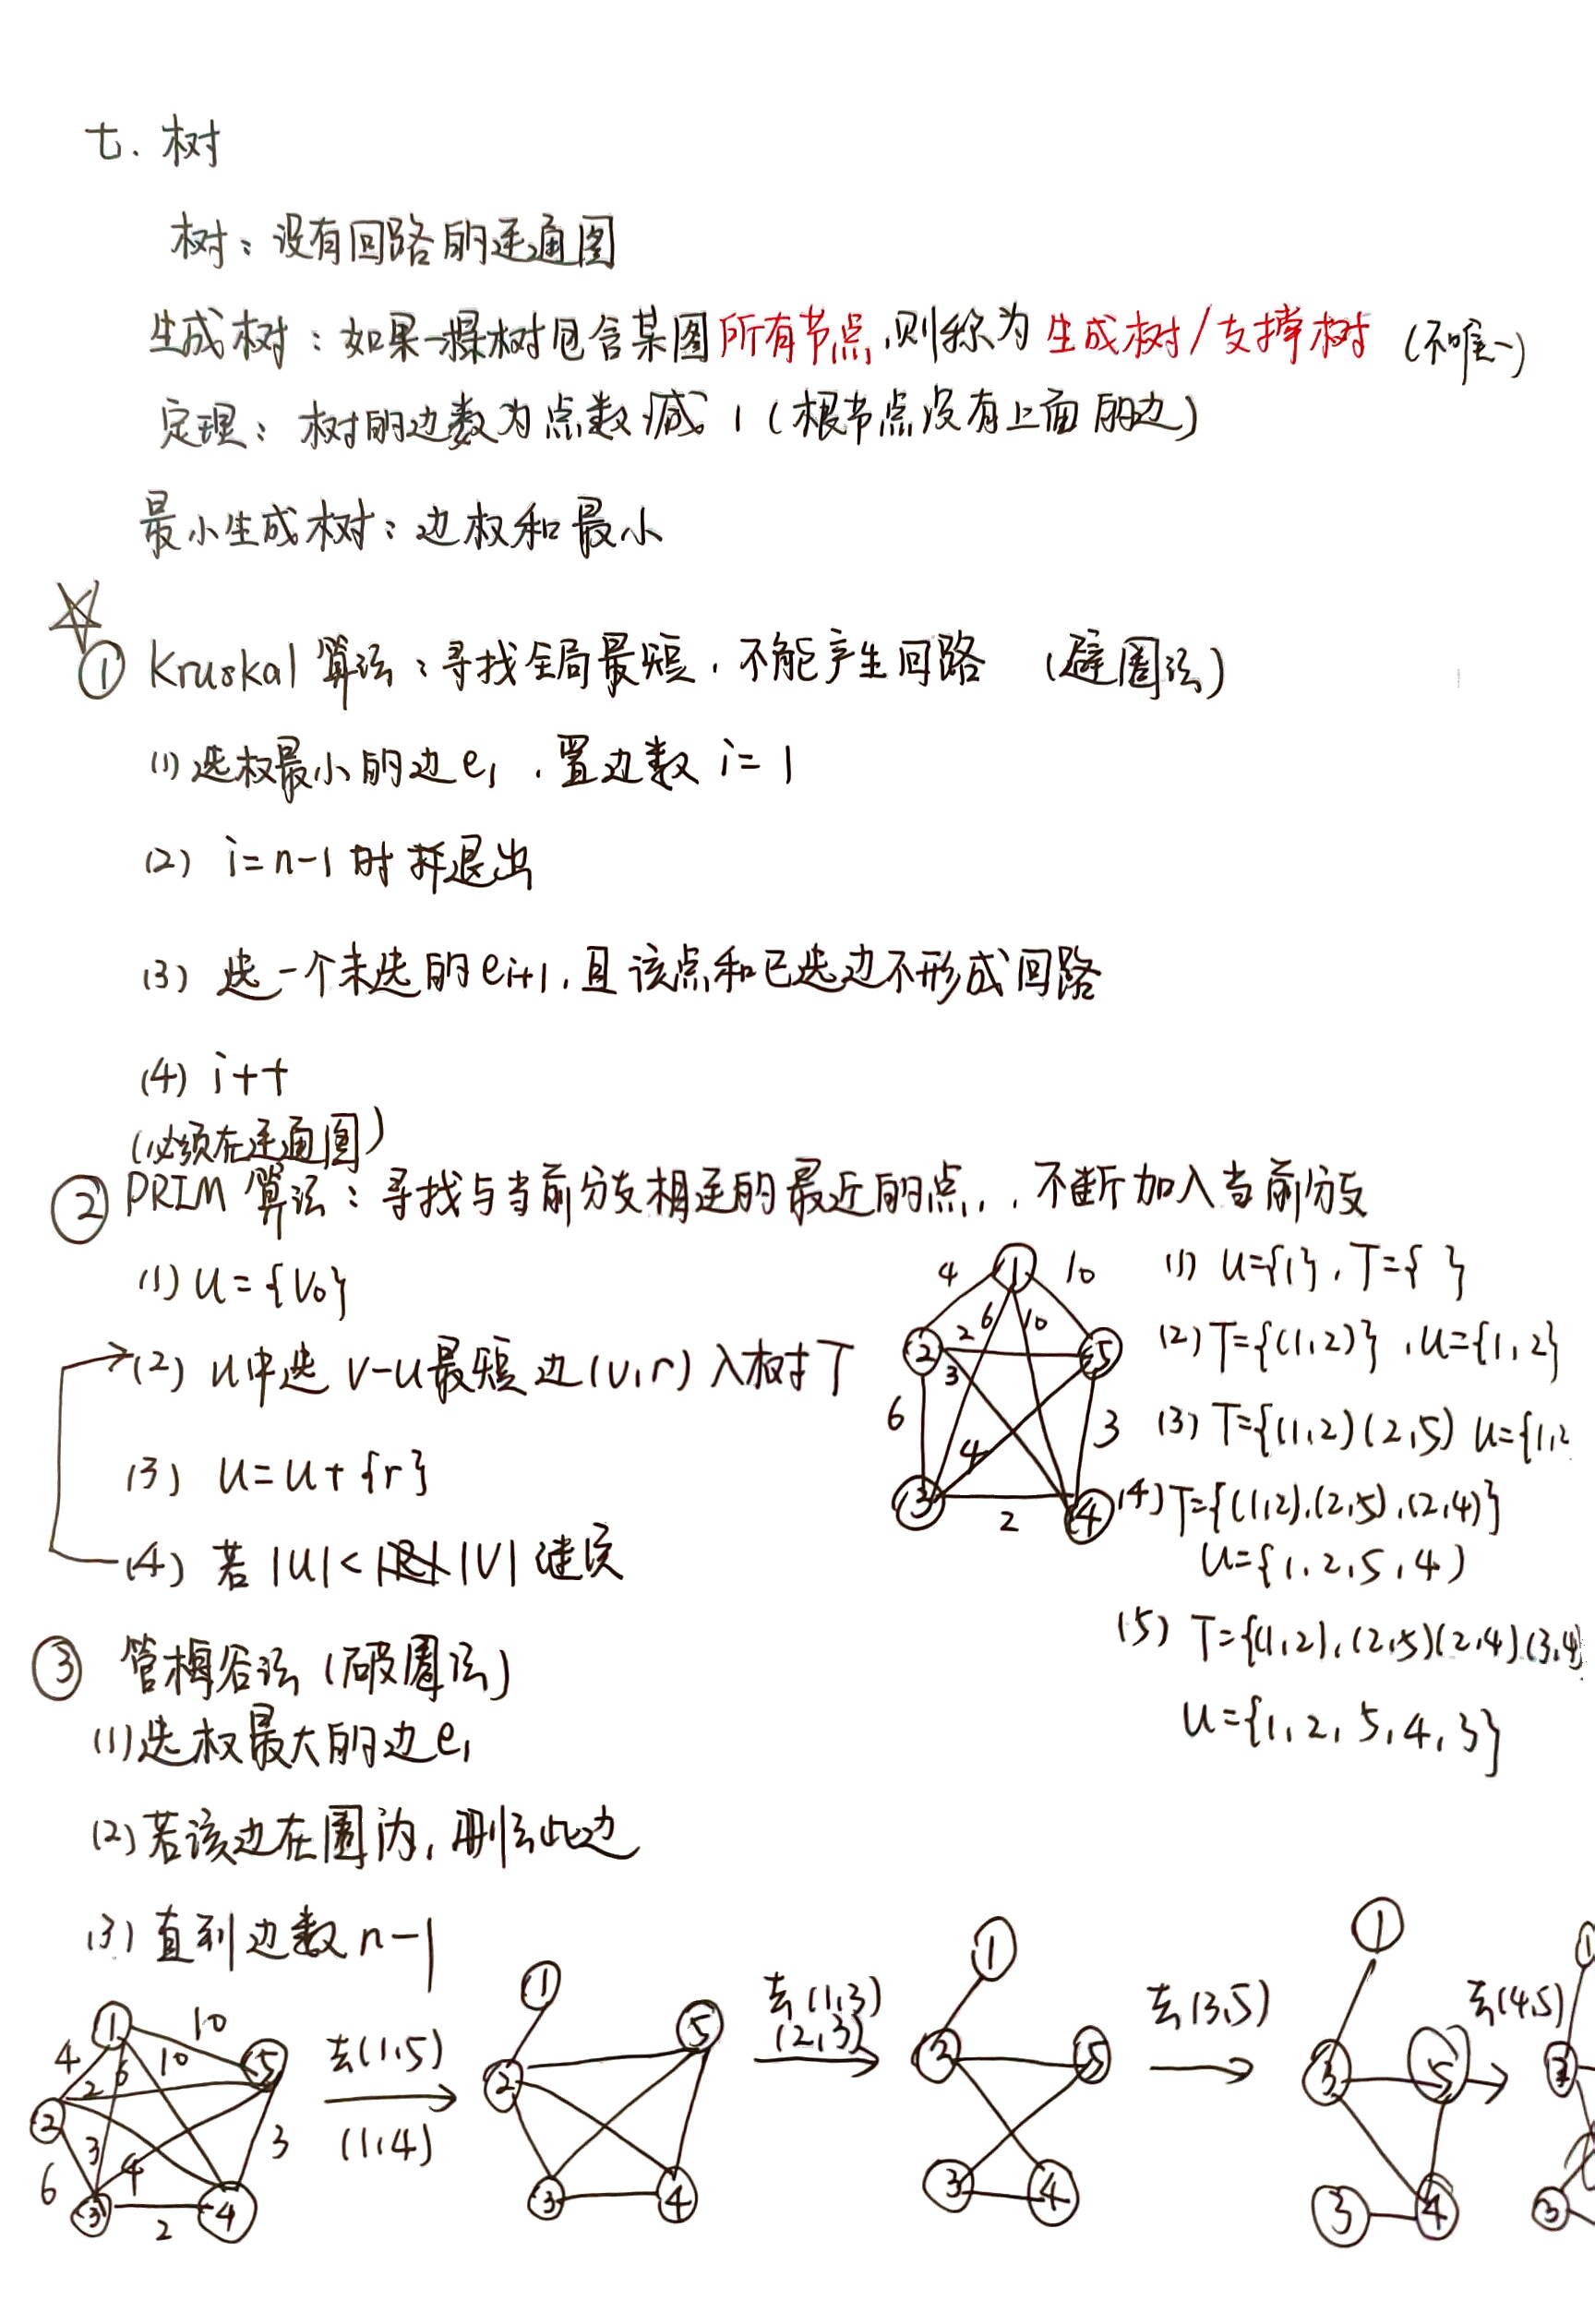 七. 树
树：没有回路的连通图
生成树：如果一棵树包含某图所有节点，则称为 生成树/支撑树 (不唯一)
定理：树的边数为点数减 1 (根节点没有上面的边)
最小生成树：边权和最小
① Kruskal 算法：寻找全局最短，不能产生回路 (避圈法)
(1) 选权最小的边 e₁，置边数 i=1
(2) i=n-1 时 退出
(3) 选一个未选的 eᵢ₊₁，且该点和已选边不形成回路
(4) i++
(必须在连通图)
② PRIM 算法：寻找与当前分支相连的最近的点，不断加入当前分支
(1) U={V₀}
(2) U中选 V-U最短边(v,r) 入树T
(3) U=U+{r}
(4) 若 |U|< |V| 继续
4 ① 10
② 2 6 10 ⑤
3
6 4 3
③ 2 ④
(1) U={1}, T={ }
(2) T={(1,2)}, U={1,2}
(3) T={(1,2)(2,5) U={1,2
(4) T={(1,2),(2,5),(2,4)}
U={1,2,5,4)
(5) T={(1,2),(2,5)(2,4)(3,4)
U={1,2,5,4,3}
③ 管梅谷法 (破圈法)
(1) 选权最大的边 e₁
(2) 若该边在圈内，删去此边
(3) 直到边数 n-1
① 10
4 2 6 10 ⑤
② 3 4 3
6 ③ 2 ④
去(1,5)
(1,4)
① ⑤
②
③ ④
去(1,3)
(2,3)
①
② ⑤
③ ④
去(3,5)
①
5
③ ④
去(4,5)
①
③